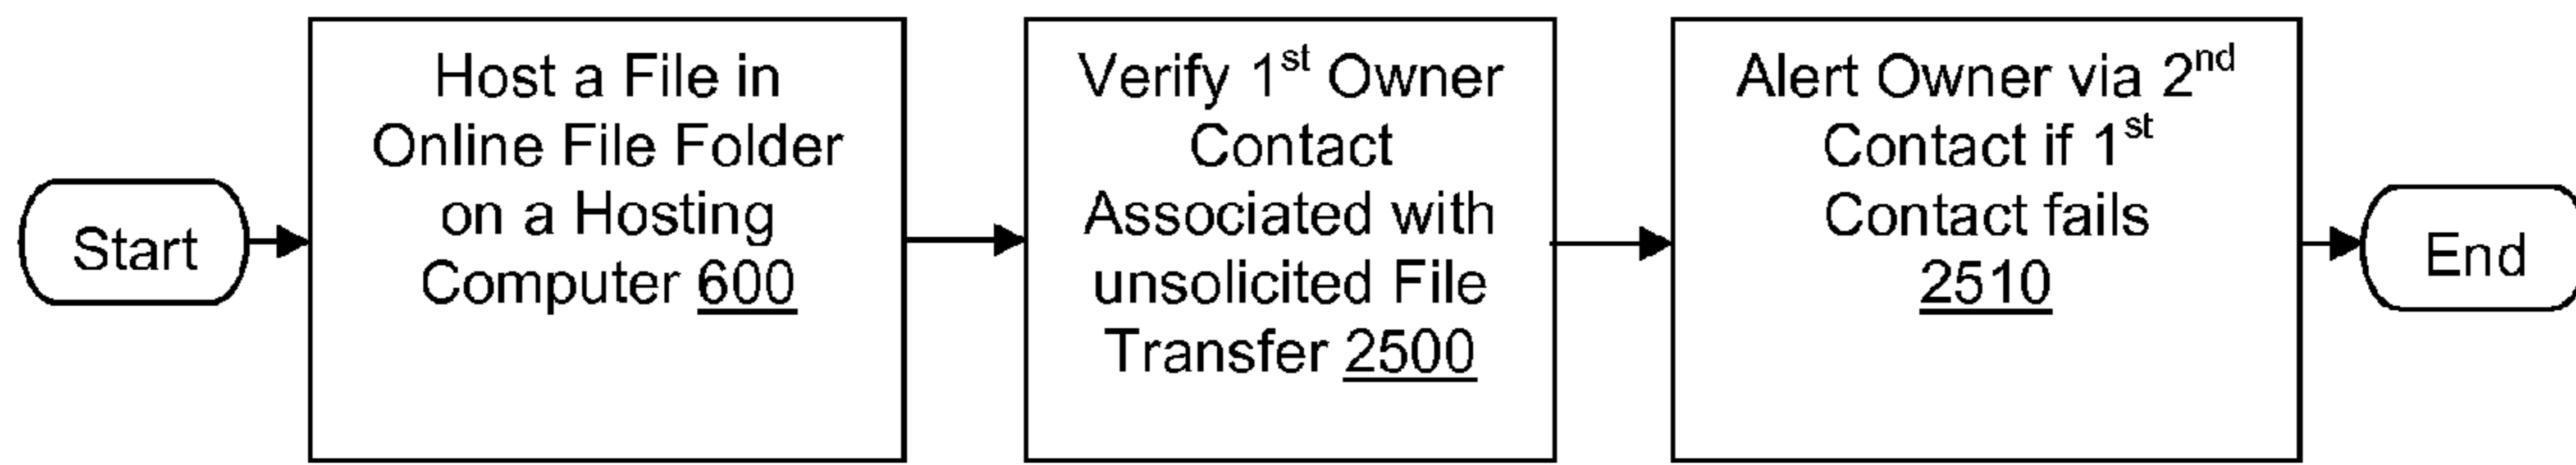 Start
Host a File in
Online File Folder
on a Hosting
Computer 600
Verify 1st Owner
Contact
Associated with
unsolicited File
Transfer 2500
Alert Owner via 2nd
Contact if 1st
Contact fails
2510
End